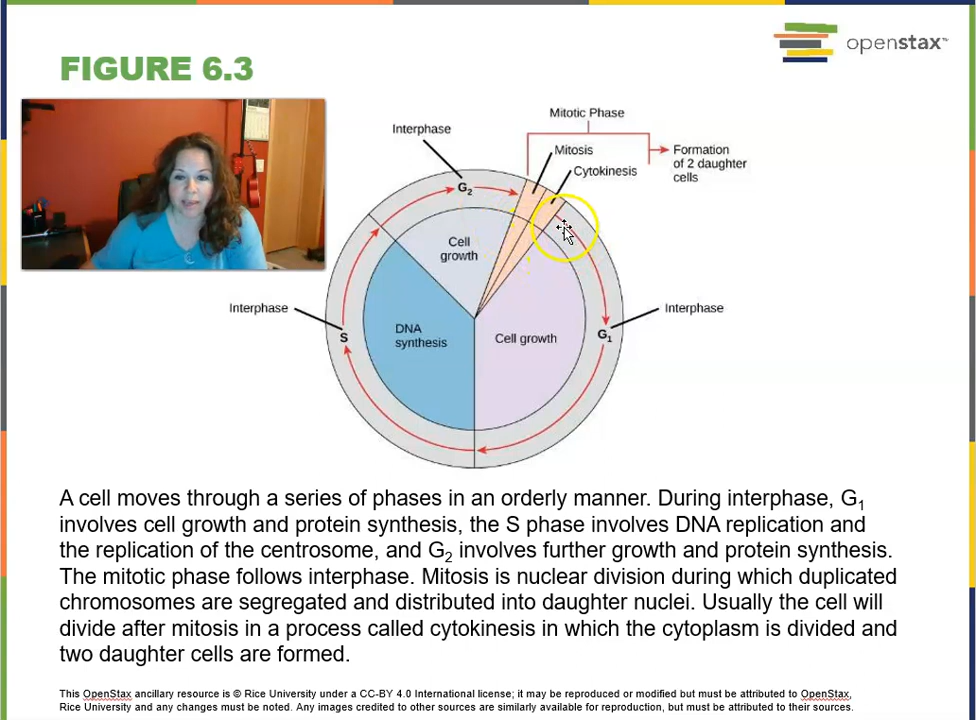 openstax™
FIGURE 6.3
Mitotic Phase
Interphase
Mitosis
Formation
of 2 daughter
cells
Cytokinesis
G₂
Cell
growth
Interphase
Interphase
S
DNA
synthesis
Cell growth
G₁
A cell moves through a series of phases in an orderly manner. During interphase, G₁
involves cell growth and protein synthesis, the S phase involves DNA replication and
the replication of the centrosome, and G₂ involves further growth and protein synthesis.
The mitotic phase follows interphase. Mitosis is nuclear division during which duplicated
chromosomes are segregated and distributed into daughter nuclei. Usually the cell will
divide after mitosis in a process called cytokinesis in which the cytoplasm is divided and
two daughter cells are formed.
This OpenStax ancillary resource is © Rice University under a CC-BY 4.0 International license; it may be reproduced or modified but must be attributed to OpenStax,
Rice University and any changes must be noted. Any images credited to other sources are similarly available for reproduction, but must be attributed to their sources.